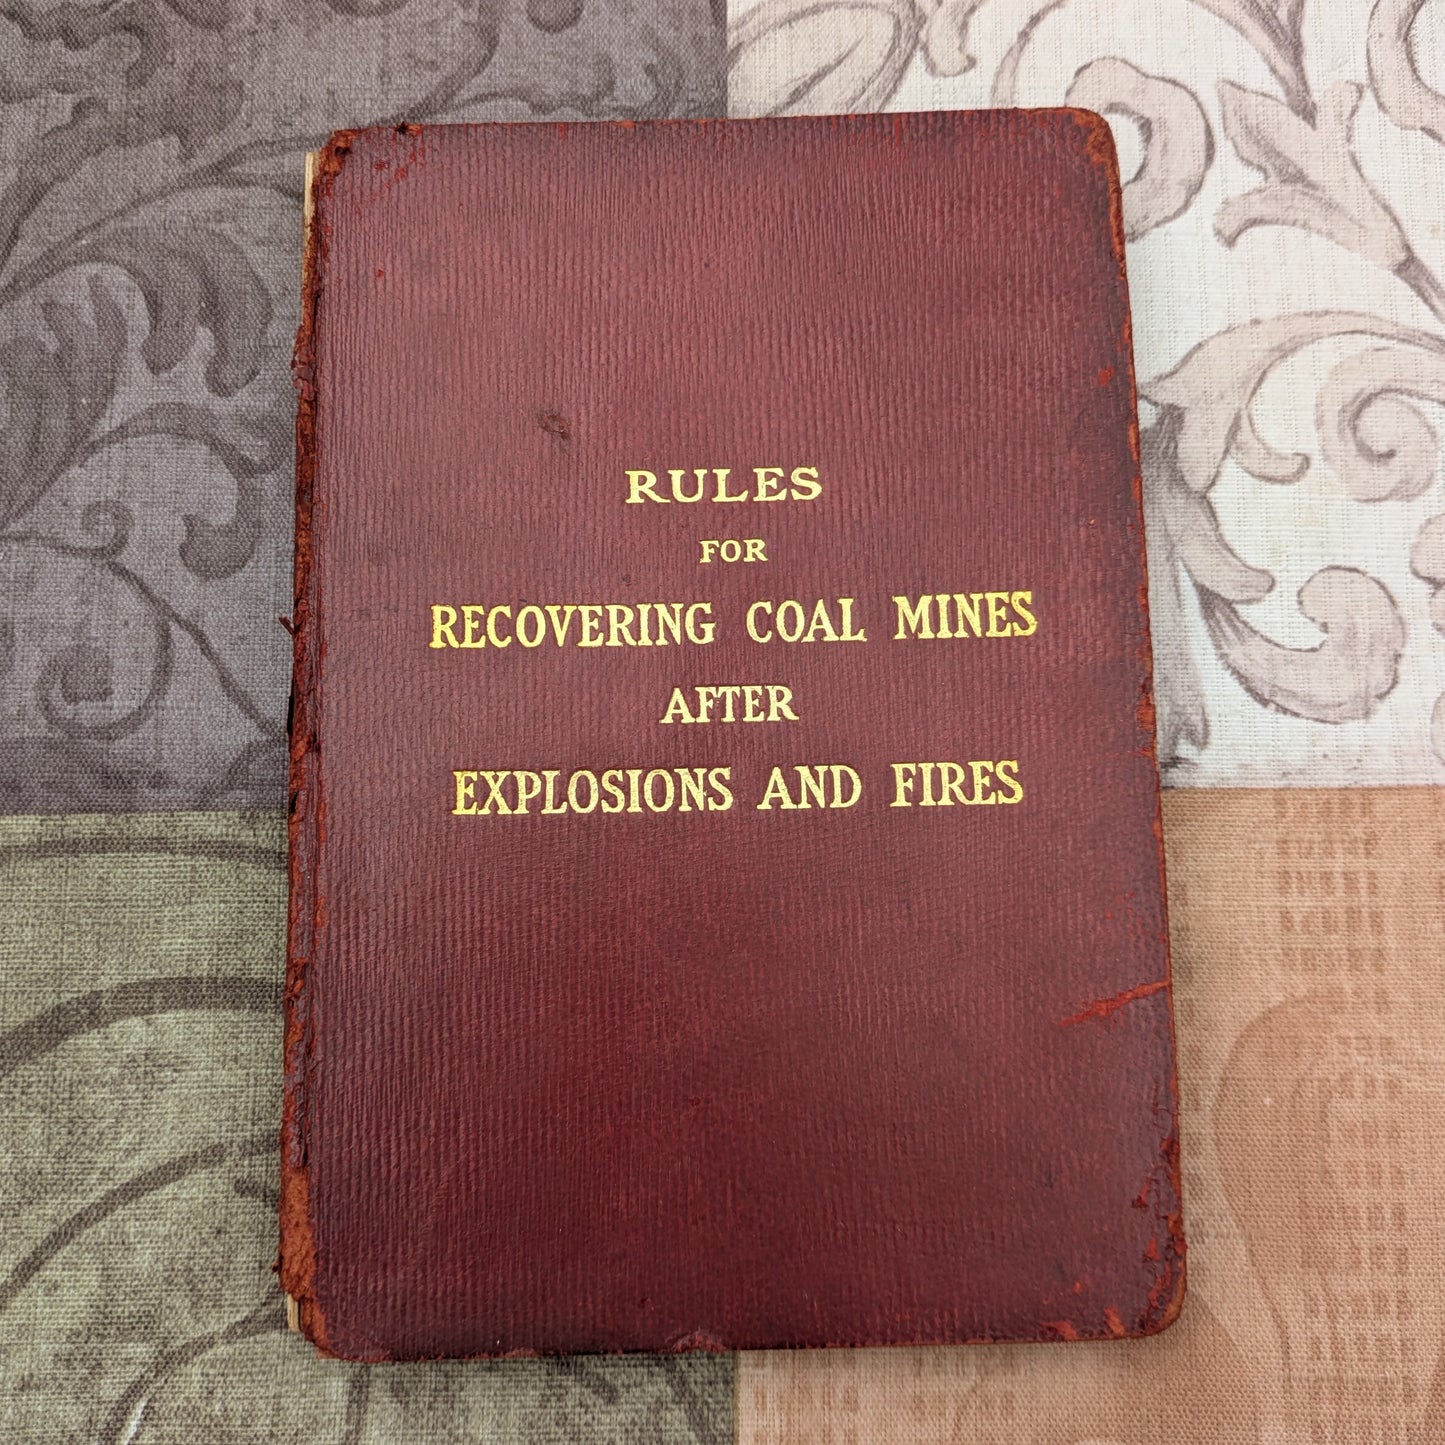 RULES
FOR
RECOVERING COAL MINES
AFTER
EXPLOSIONS AND FIRES